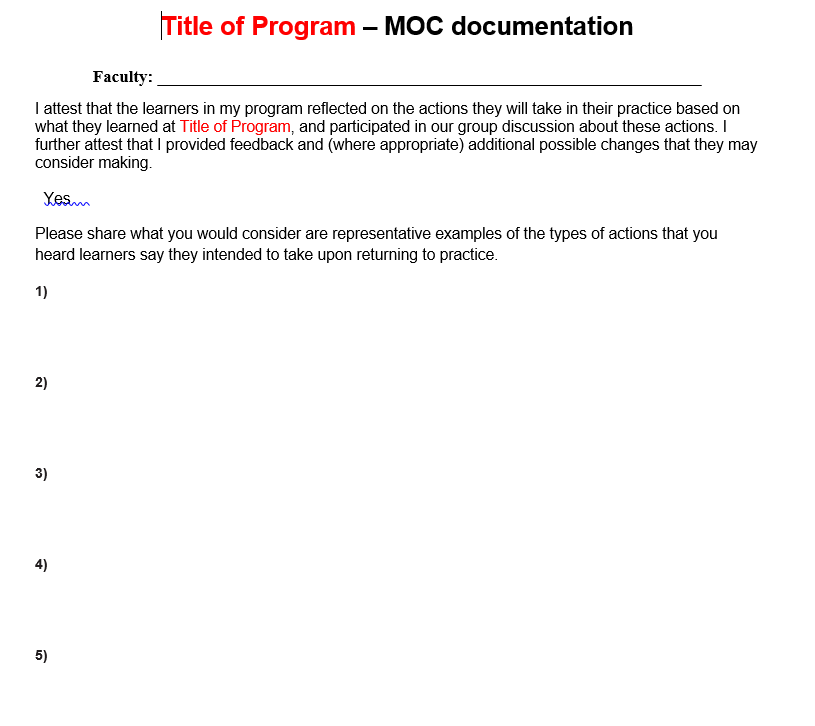 Title of Program – MOC documentation
Faculty: ___________________________________________________________________
I attest that the learners in my program reflected on the actions they will take in their practice based on
what they learned at Title of Program, and participated in our group discussion about these actions. I
further attest that I provided feedback and (where appropriate) additional possible changes that they may
consider making.
Yes
Please share what you would consider are representative examples of the types of actions that you
heard learners say they intended to take upon returning to practice.
1)
2)
3)
4)
5)